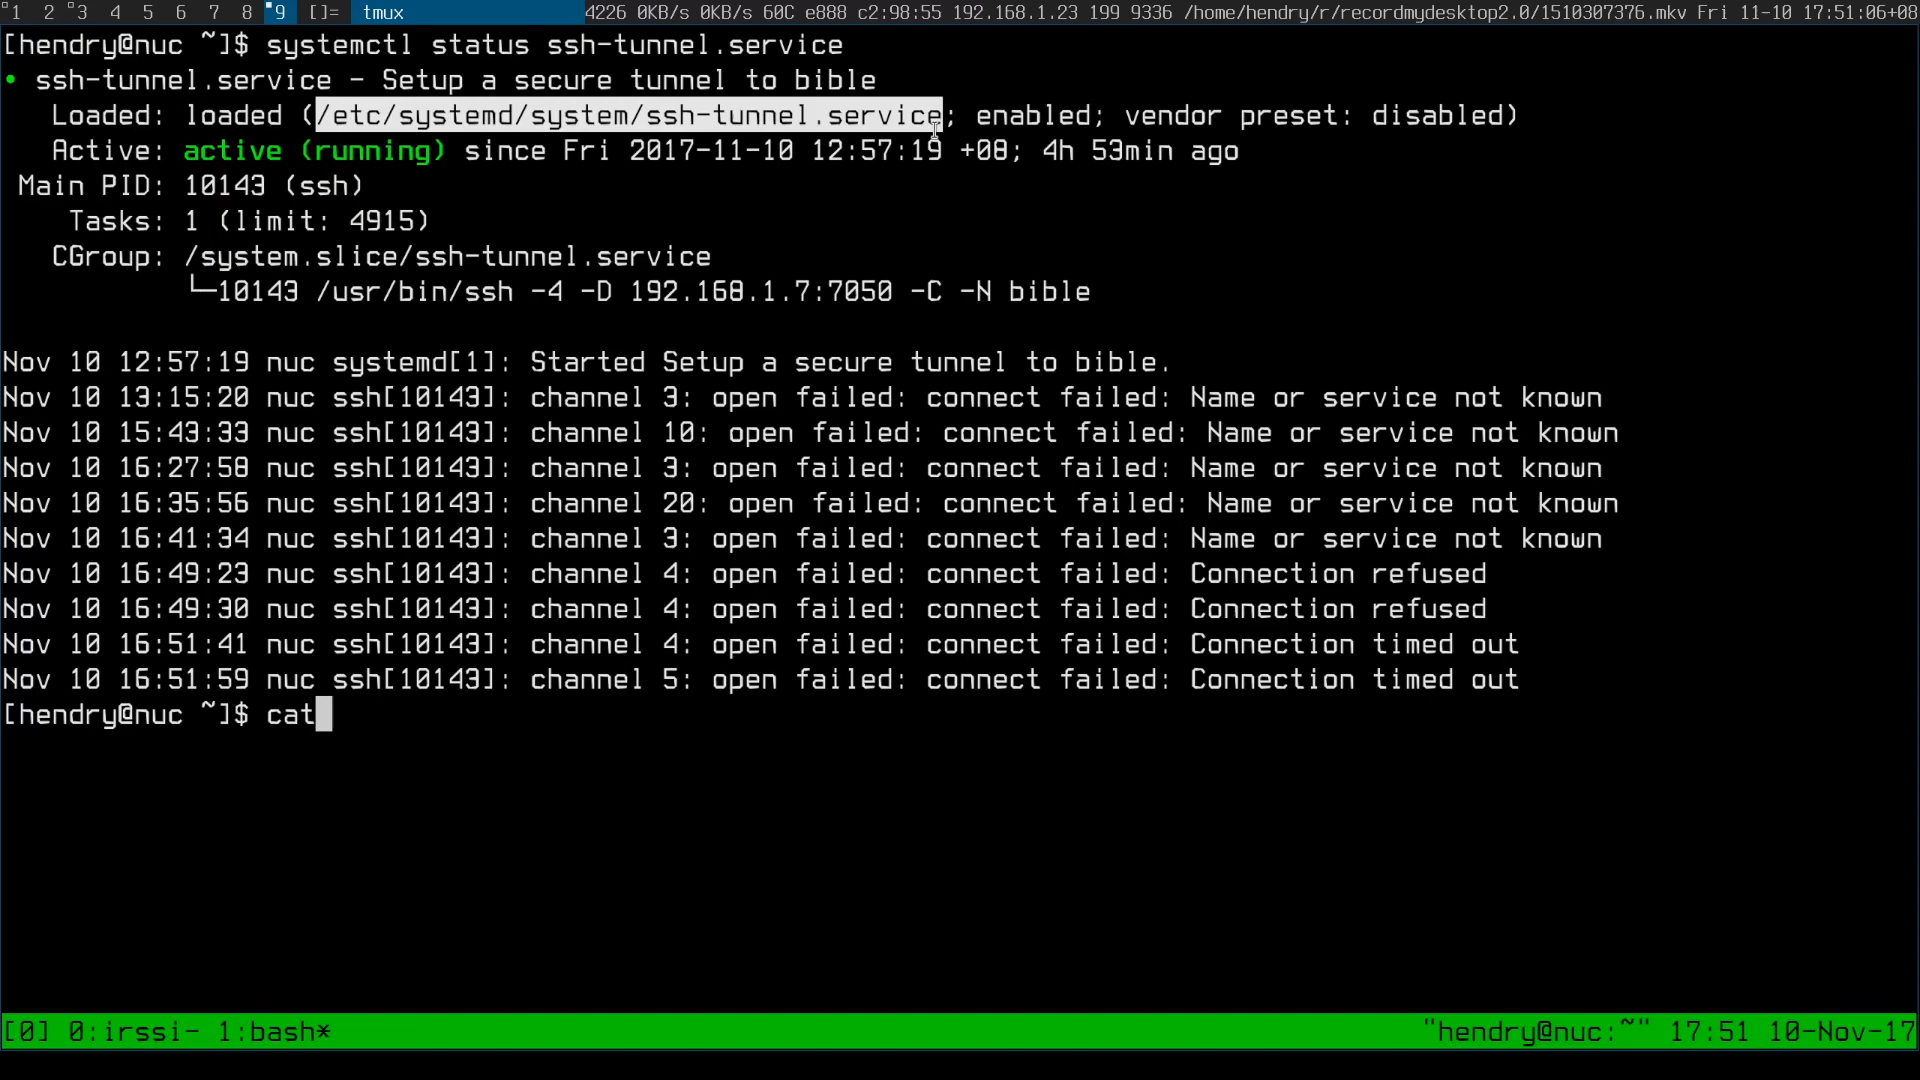 1 2 3 4 5 6 7 8 9 []= tmux 4226 0KB/s 0KB/s 60C e888 c2:98:55 192.168.1.23 199 9336 /home/hendry/r/recordmydesktop2.0/1510307376.mkv Fri 11-10 17:51:06+08
[hendry@nuc ~]$ systemctl status ssh-tunnel.service
● ssh-tunnel.service - Setup a secure tunnel to bible
Loaded: loaded (/etc/systemd/system/ssh-tunnel.service; enabled; vendor preset: disabled)
Active: active (running) since Fri 2017-11-10 12:57:19 +08; 4h 53min ago
Main PID: 10143 (ssh)
Tasks: 1 (limit: 4915)
CGroup: /system.slice/ssh-tunnel.service
└─10143 /usr/bin/ssh -4 -D 192.168.1.7:7050 -C -N bible
Nov 10 12:57:19 nuc systemd[1]: Started Setup a secure tunnel to bible.
Nov 10 13:15:20 nuc ssh[10143]: channel 3: open failed: connect failed: Name or service not known
Nov 10 15:43:33 nuc ssh[10143]: channel 10: open failed: connect failed: Name or service not known
Nov 10 16:27:58 nuc ssh[10143]: channel 3: open failed: connect failed: Name or service not known
Nov 10 16:35:56 nuc ssh[10143]: channel 20: open failed: connect failed: Name or service not known
Nov 10 16:41:34 nuc ssh[10143]: channel 3: open failed: connect failed: Name or service not known
Nov 10 16:49:23 nuc ssh[10143]: channel 4: open failed: connect failed: Connection refused
Nov 10 16:49:30 nuc ssh[10143]: channel 4: open failed: connect failed: Connection refused
Nov 10 16:51:41 nuc ssh[10143]: channel 4: open failed: connect failed: Connection timed out
Nov 10 16:51:59 nuc ssh[10143]: channel 5: open failed: connect failed: Connection timed out
[hendry@nuc ~]$ cat
[0] 0:irssi- 1:bash* "hendry@nuc:~" 17:51 10-Nov-17